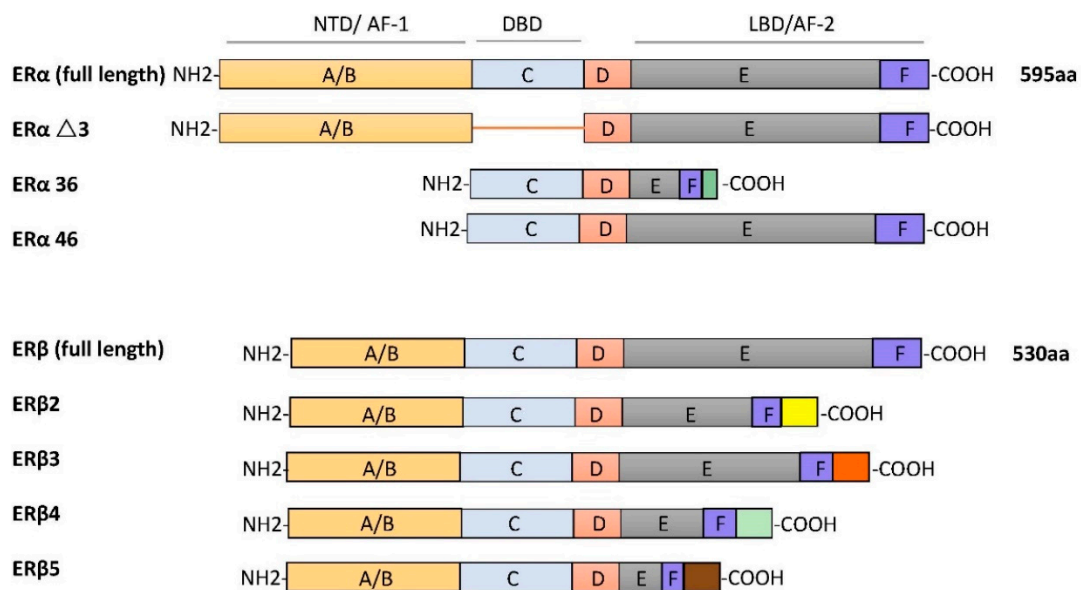 NTD/ AF-1 DBD LBD/AF-2
ERα (full length) NH2- A/B C D E F -COOH 595aa
ERα △3 NH2- A/B D E F -COOH
ERα 36 NH2- C D E F -COOH
ERα 46 NH2- C D E F -COOH
ERβ (full length) NH2- A/B C D E F -COOH 530aa
ERβ2 NH2- A/B C D E F -COOH
ERβ3 NH2- A/B C D E F -COOH
ERβ4 NH2- A/B C D E F -COOH
ERβ5 NH2- A/B C D E F -COOH